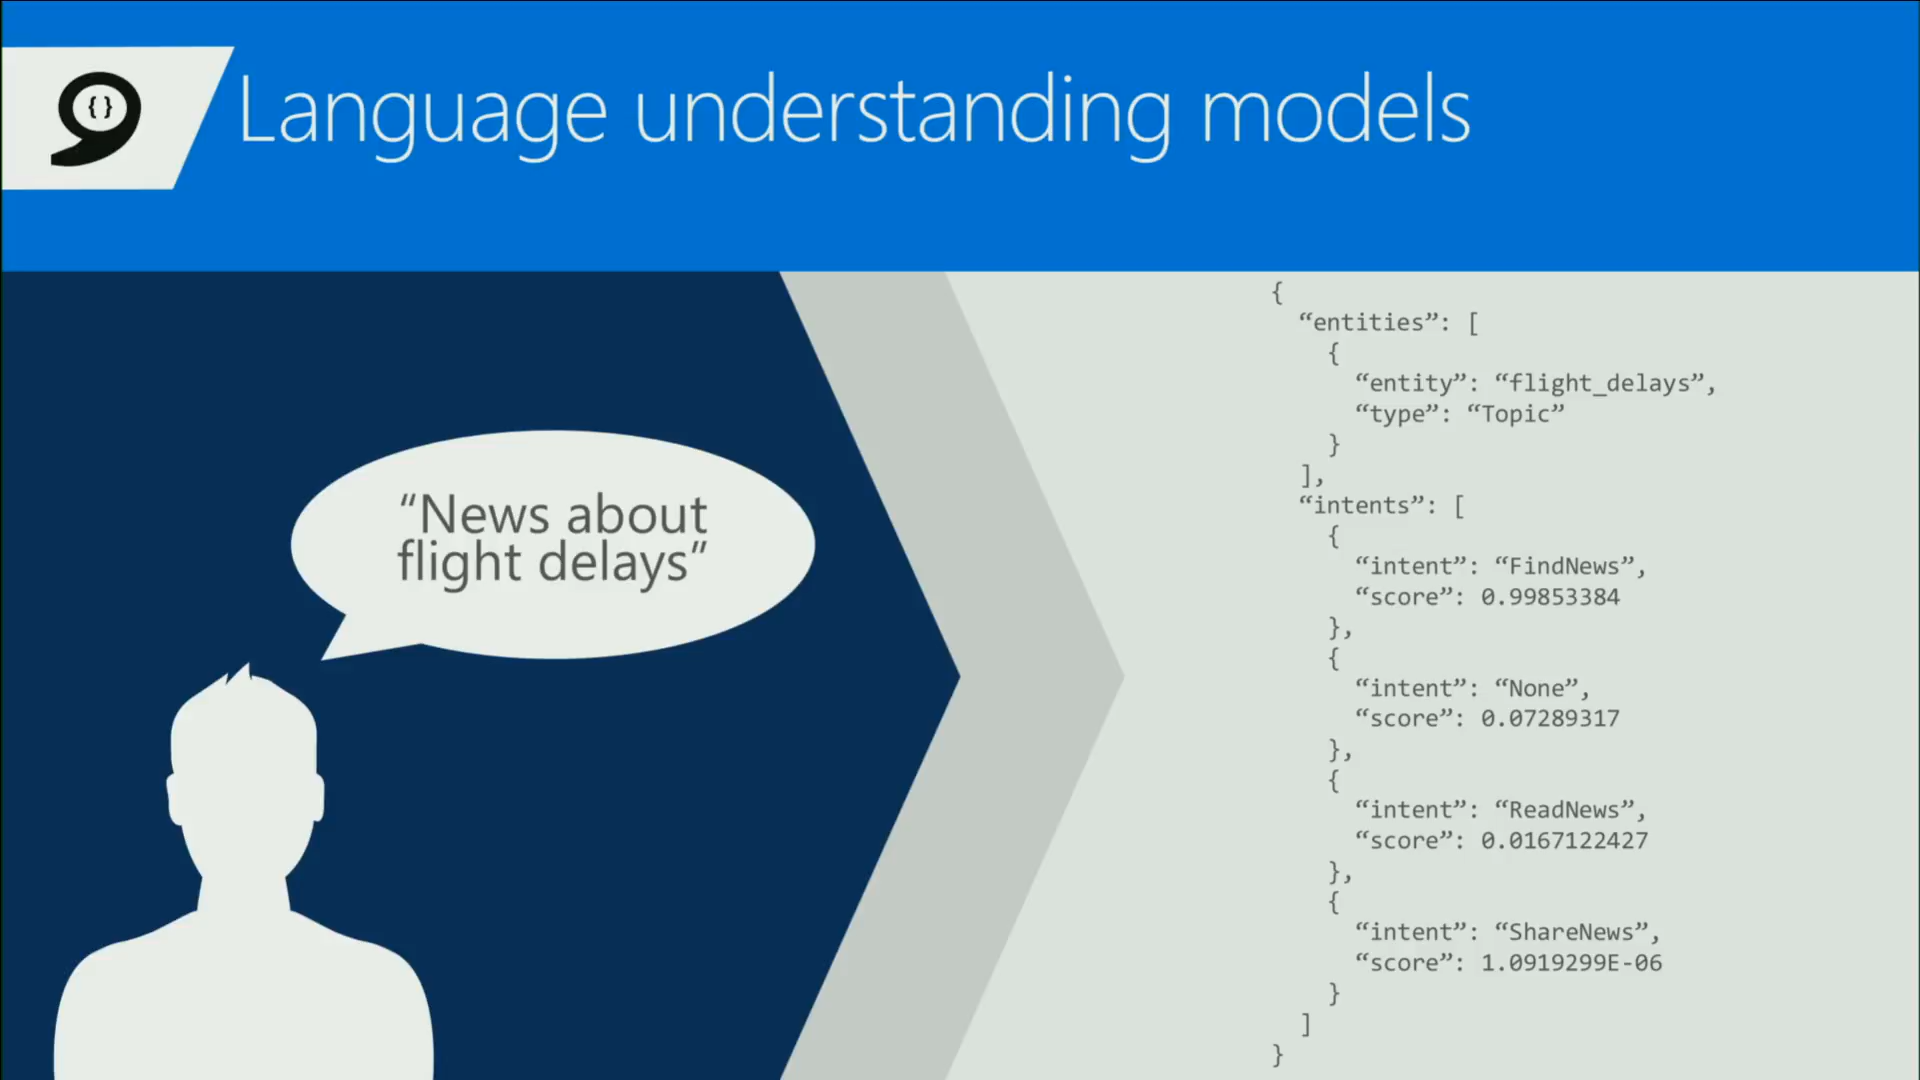 { }
Language understanding models
“News about
flight delays”
{
“entities”: [
{
“entity”: “flight_delays”,
“type”: “Topic”
}
],
“intents”: [
{
“intent”: “FindNews”,
“score”: 0.99853384
},
{
“intent”: “None”,
“score”: 0.07289317
},
{
“intent”: “ReadNews”,
“score”: 0.0167122427
},
{
“intent”: “ShareNews”,
“score”: 1.0919299E-06
}
]
}